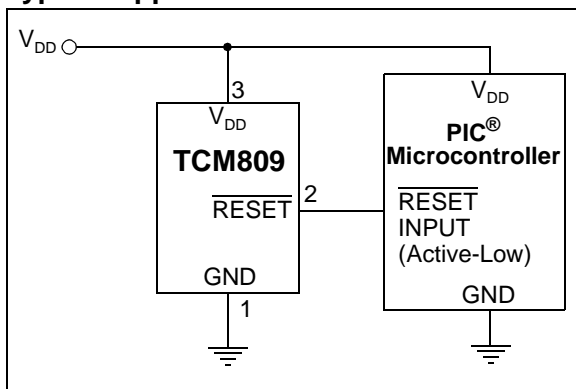 VDD
3
VDD
TCM809
RESET
2
GND
1
VDD
PIC®
Microcontroller
RESET
INPUT
(Active-Low)
GND